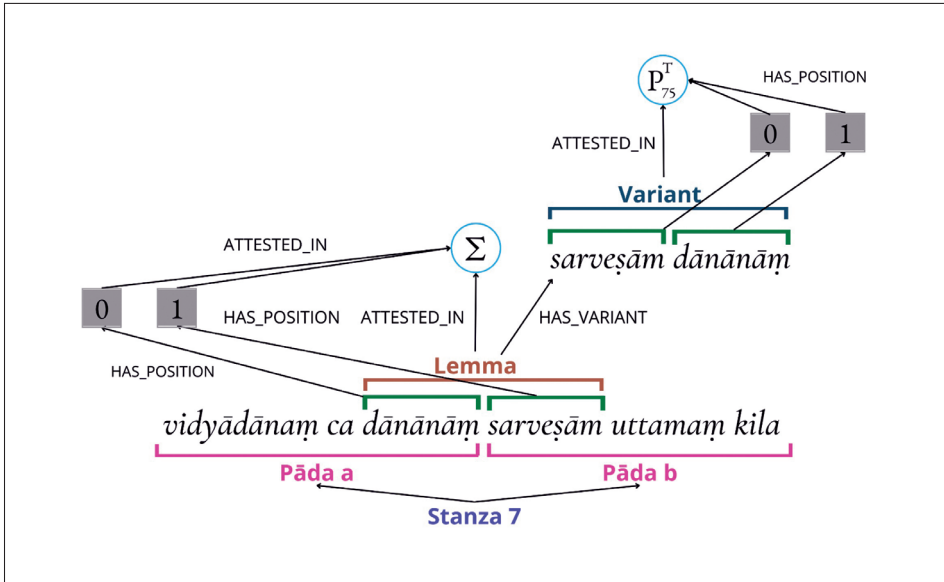 P^T_75
HAS_POSITION
0 1
ATTESTED_IN
Variant
sarveṣām dānānāṃ
ATTESTED_IN
Σ
0 1
HAS_POSITION ATTESTED_IN HAS_VARIANT
Lemma
HAS_POSITION
vidyādānaṃ ca dānānāṃ sarveṣām uttamaṃ kila
Pāda a Pāda b
Stanza 7